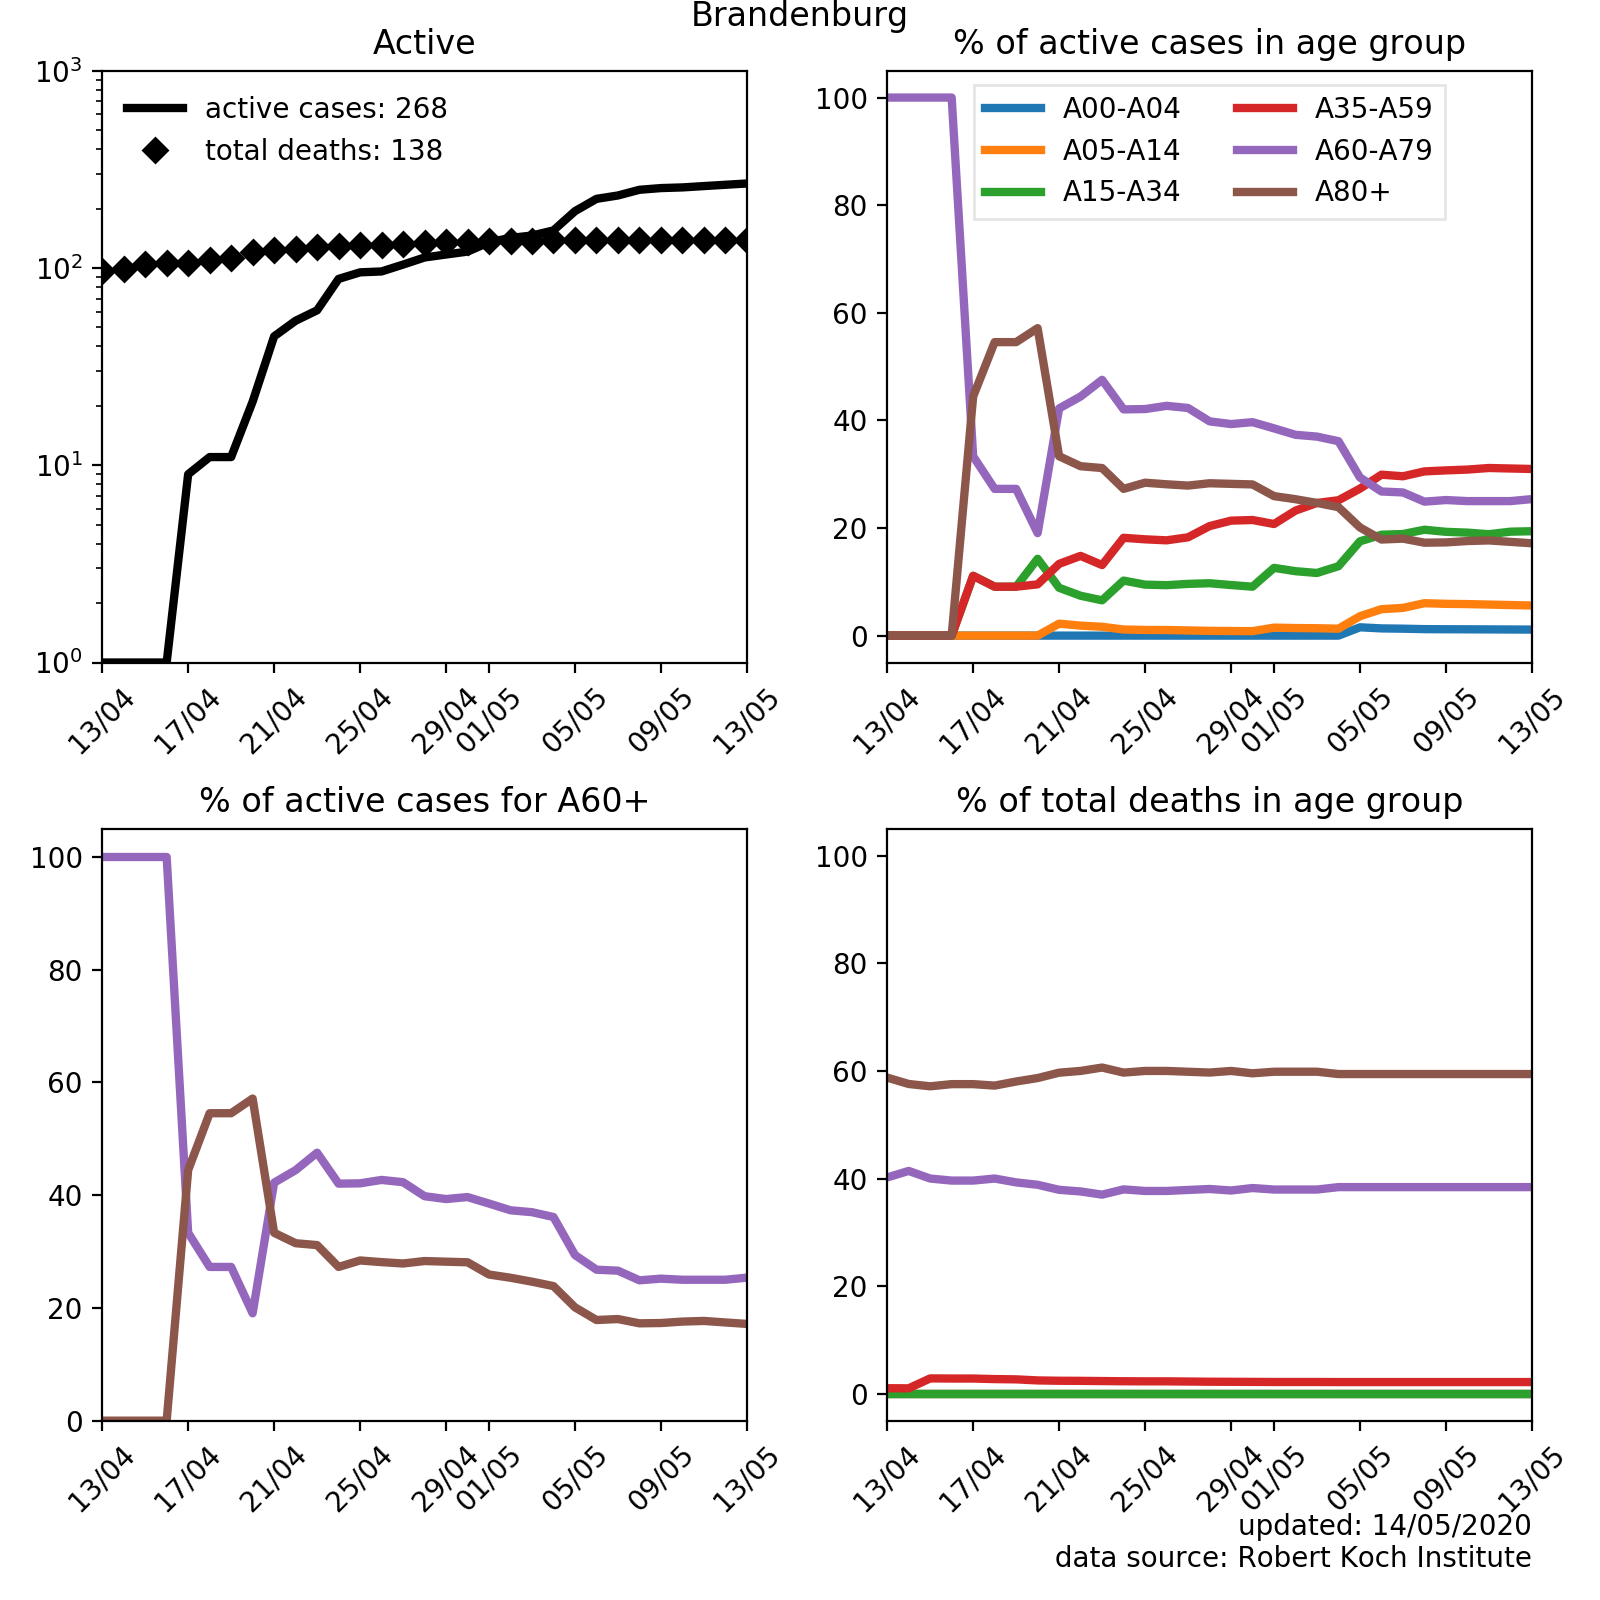 Brandenburg
Active
10³
10²
10¹
10⁰
active cases: 268
total deaths: 138
13/04 17/04 21/04 25/04 29/04 01/05 05/05 09/05 13/05
% of active cases in age group
100
80
60
40
20
0
A00-A04 A35-A59
A05-A14 A60-A79
A15-A34 A80+
13/04 17/04 21/04 25/04 29/04 01/05 05/05 09/05 13/05
% of active cases for A60+
100
80
60
40
20
0
13/04 17/04 21/04 25/04 29/04 01/05 05/05 09/05 13/05
% of total deaths in age group
100
80
60
40
20
0
13/04 17/04 21/04 25/04 29/04 01/05 05/05 09/05 13/05
updated: 14/05/2020
data source: Robert Koch Institute